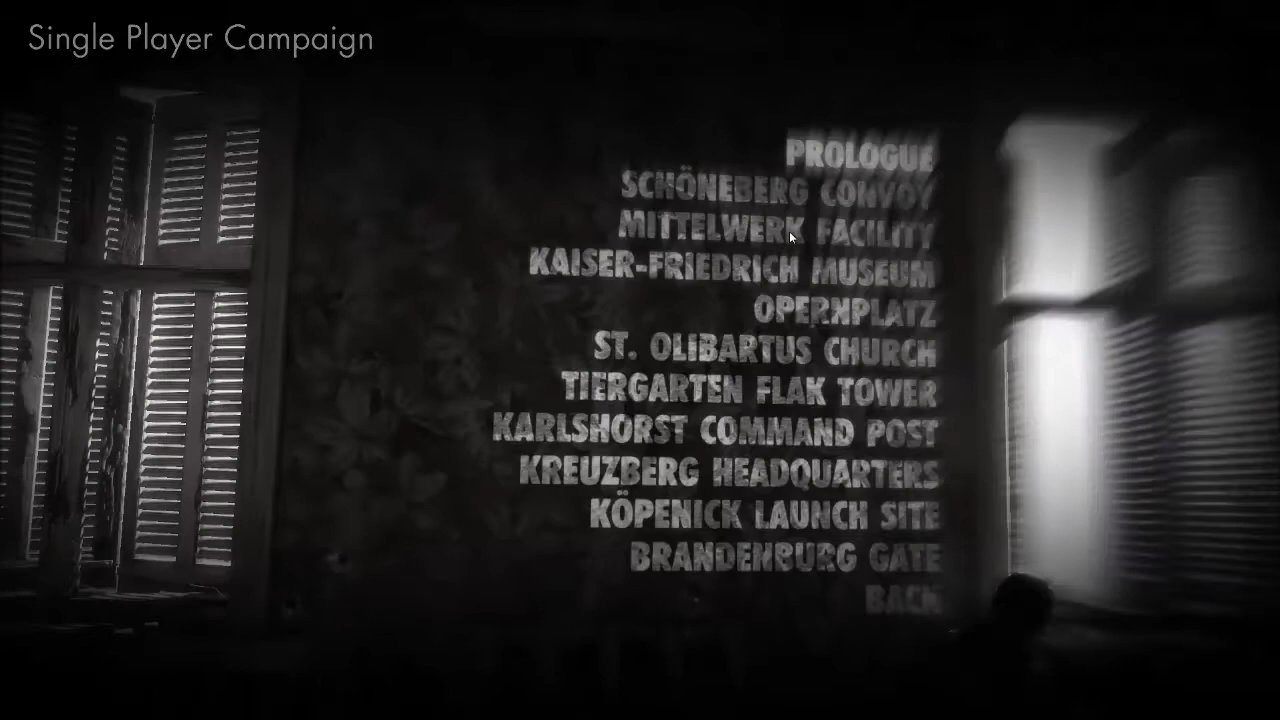 Single Player Campaign
PROLOGUE
SCHÖNEBERG CONVOY
MITTELWERK FACILITY
KAISER-FRIEDRICH MUSEUM
OPERNPLATZ
ST. OLIBARTUS CHURCH
TIERGARTEN FLAK TOWER
KARLSHORST COMMAND POST
KREUZBERG HEADQUARTERS
KÖPENICK LAUNCH SITE
BRANDENBURG GATE
BACK